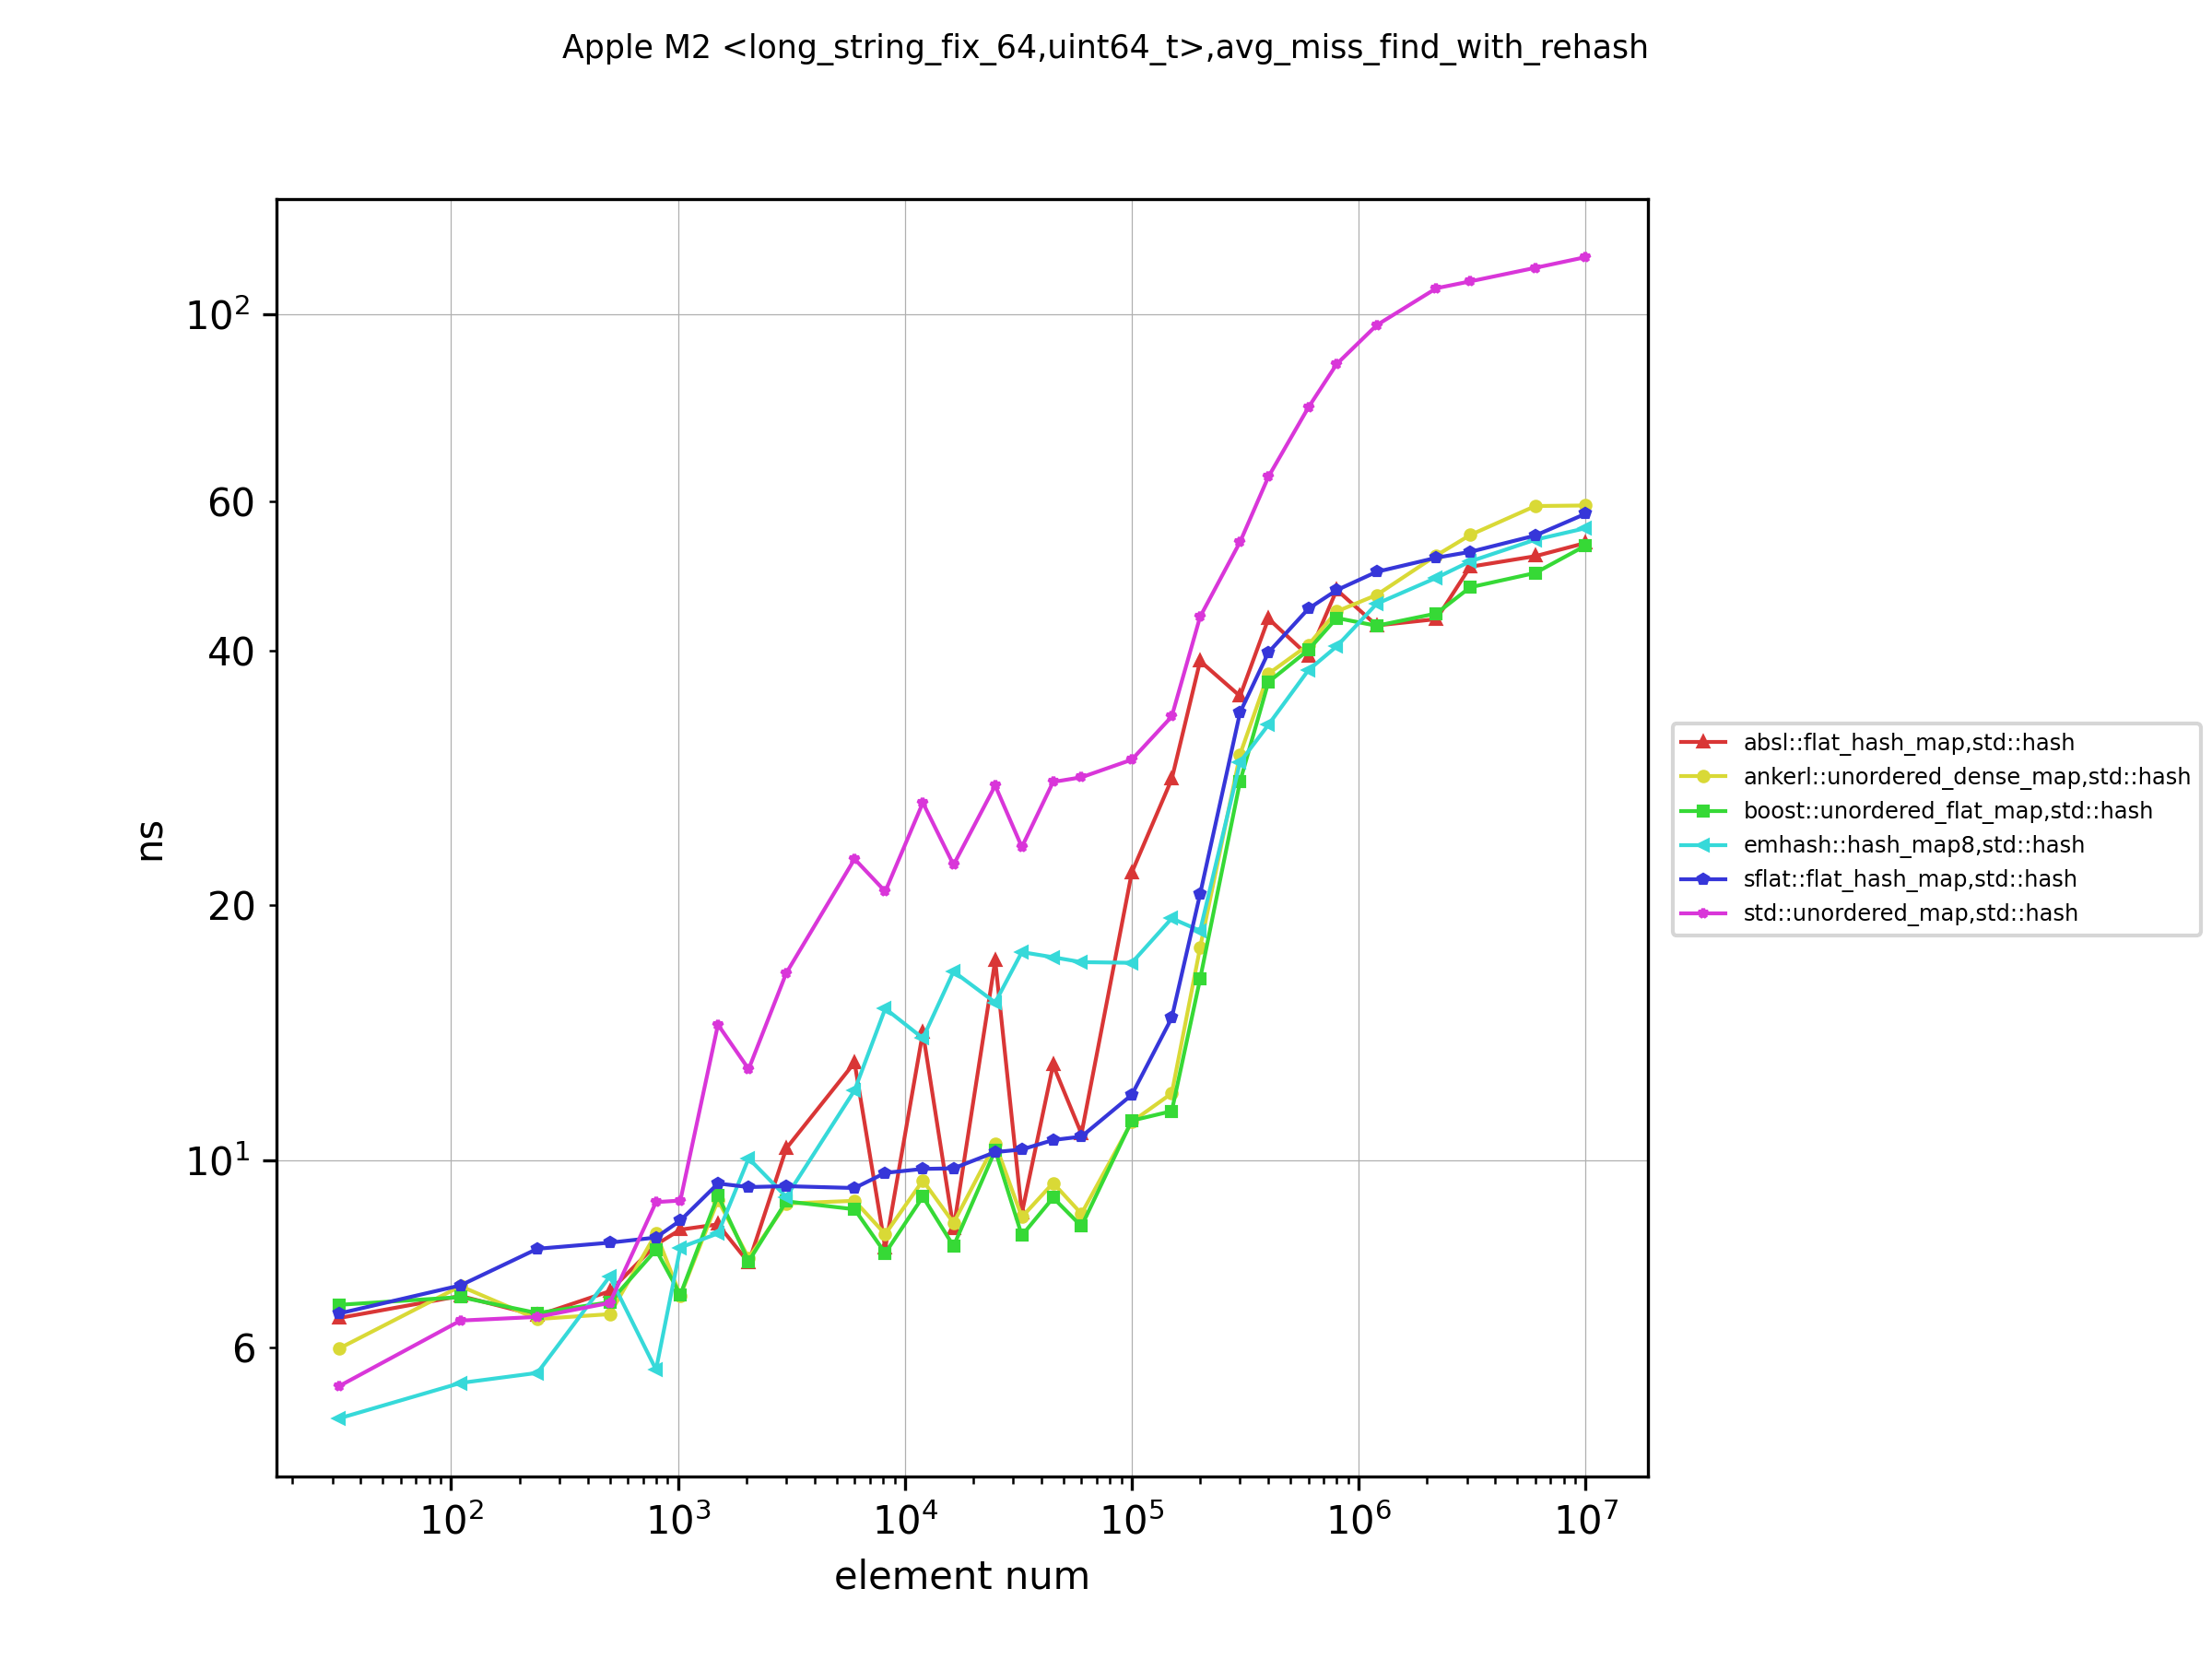 Apple M2 <long_string_fix_64,uint64_t>,avg_miss_find_with_rehash
10²
60
40
20
10¹
6
ns
10² 10³ 10⁴ 10⁵ 10⁶ 10⁷
element num
absl::flat_hash_map,std::hash
ankerl::unordered_dense_map,std::hash
boost::unordered_flat_map,std::hash
emhash::hash_map8,std::hash
sflat::flat_hash_map,std::hash
std::unordered_map,std::hash